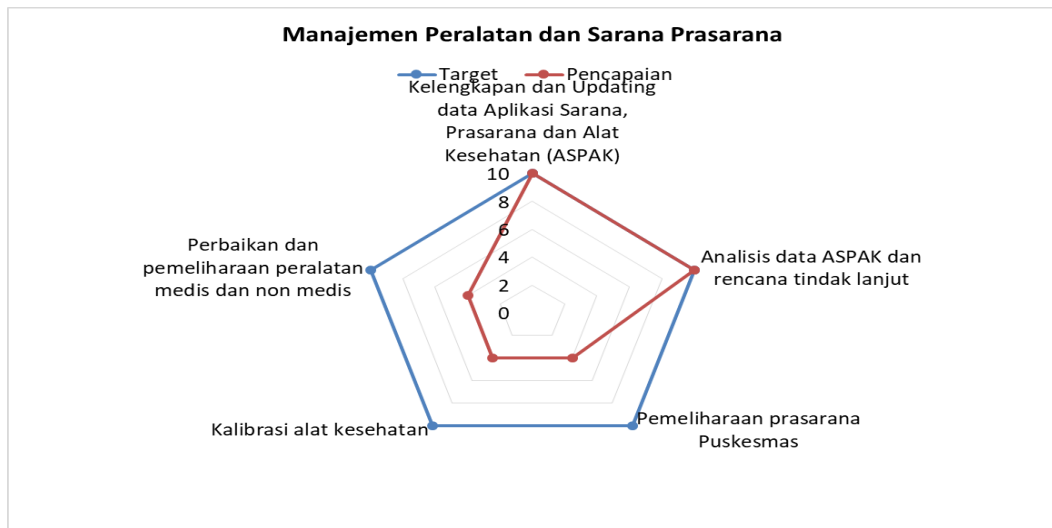 Manajemen Peralatan dan Sarana Prasarana
Target Pencapaian
Kelengkapan dan Updating
data Aplikasi Sarana,
Prasarana dan Alat
Kesehatan (ASPAK)
10
8
6
4
2
0
Analisis data ASPAK dan
rencana tindak lanjut
Pemeliharaan prasarana
Puskesmas
Kalibrasi alat kesehatan
Perbaikan dan
pemeliharaan peralatan
medis dan non medis